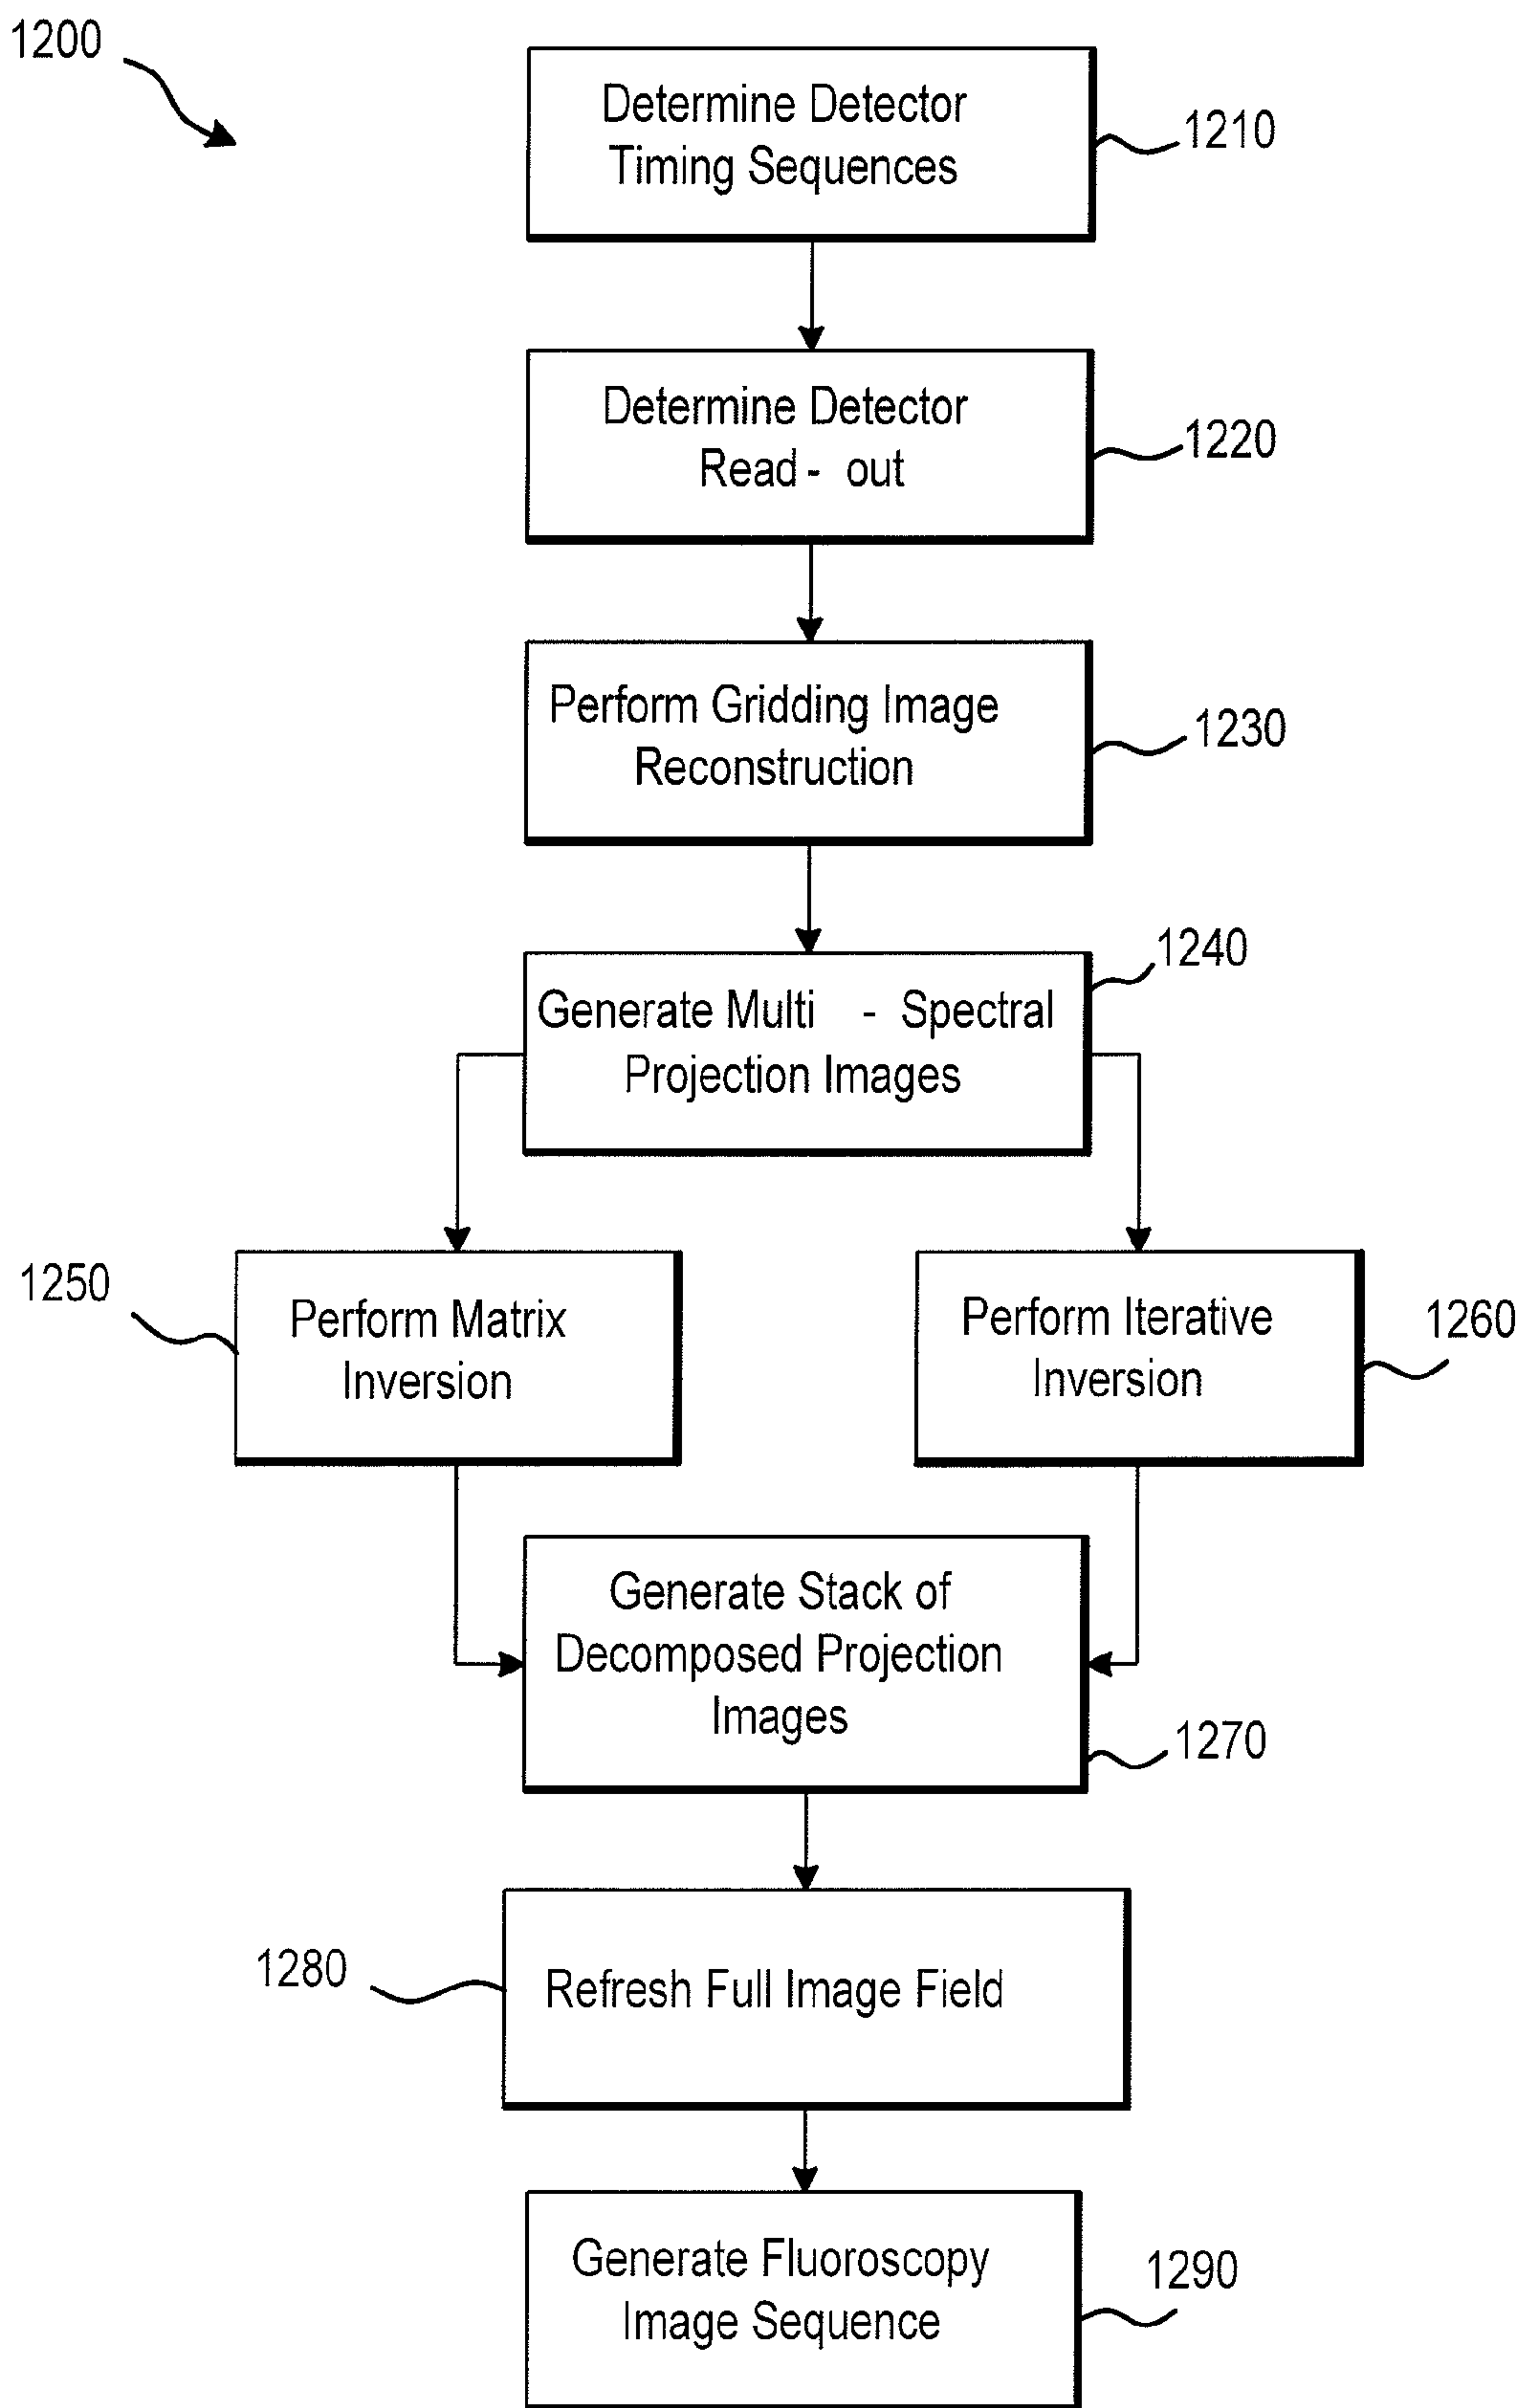 1200
Determine Detector
Timing Sequences
1210
Determine Detector
Read - out
1220
Perform Gridding Image
Reconstruction
1230
1240
Generate Multi - Spectral
Projection Images
1250
Perform Matrix
Inversion
Perform Iterative
Inversion
1260
Generate Stack of
Decomposed Projection
Images
1270
1280
Refresh Full Image Field
Generate Fluoroscopy
Image Sequence
1290